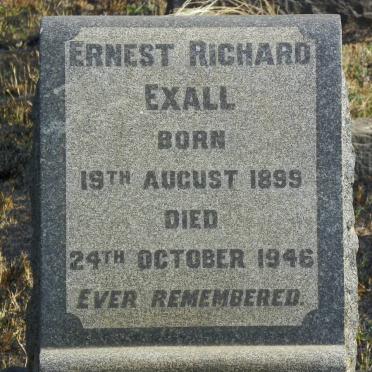 ERNEST RICHARD
EXALL
BORN
19TH AUGUST 1899
DIED
24TH OCTOBER 1946
EVER REMEMBERED.